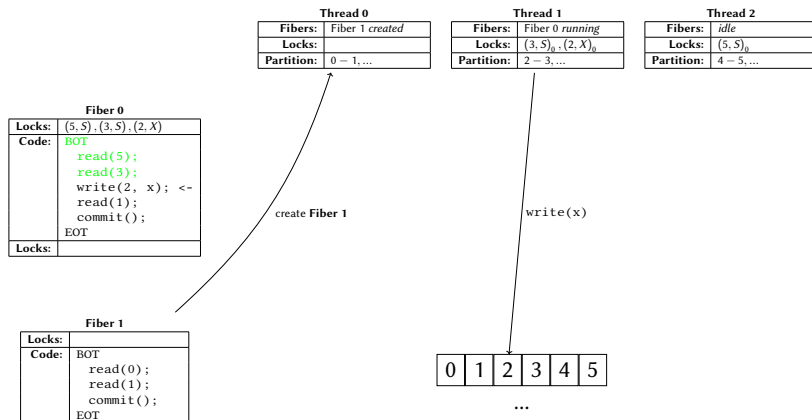 Thread 0
Fibers: Fiber 1 created
Locks:
Partition: 0 − 1, ...
Thread 1
Fibers: Fiber 0 running
Locks: (3, S)₀, (2, X)₀
Partition: 2 − 3, ...
Thread 2
Fibers: idle
Locks: (5, S)₀
Partition: 4 − 5, ...
Fiber 0
Locks: (5, S), (3, S), (2, X)
Code: BOT
read(5);
read(3);
write(2, x); <-
read(1);
commit();
EOT
Locks:
create Fiber 1
write(x)
Fiber 1
Locks:
Code: BOT
read(0);
read(1);
commit();
EOT
0 1 2 3 4 5
...